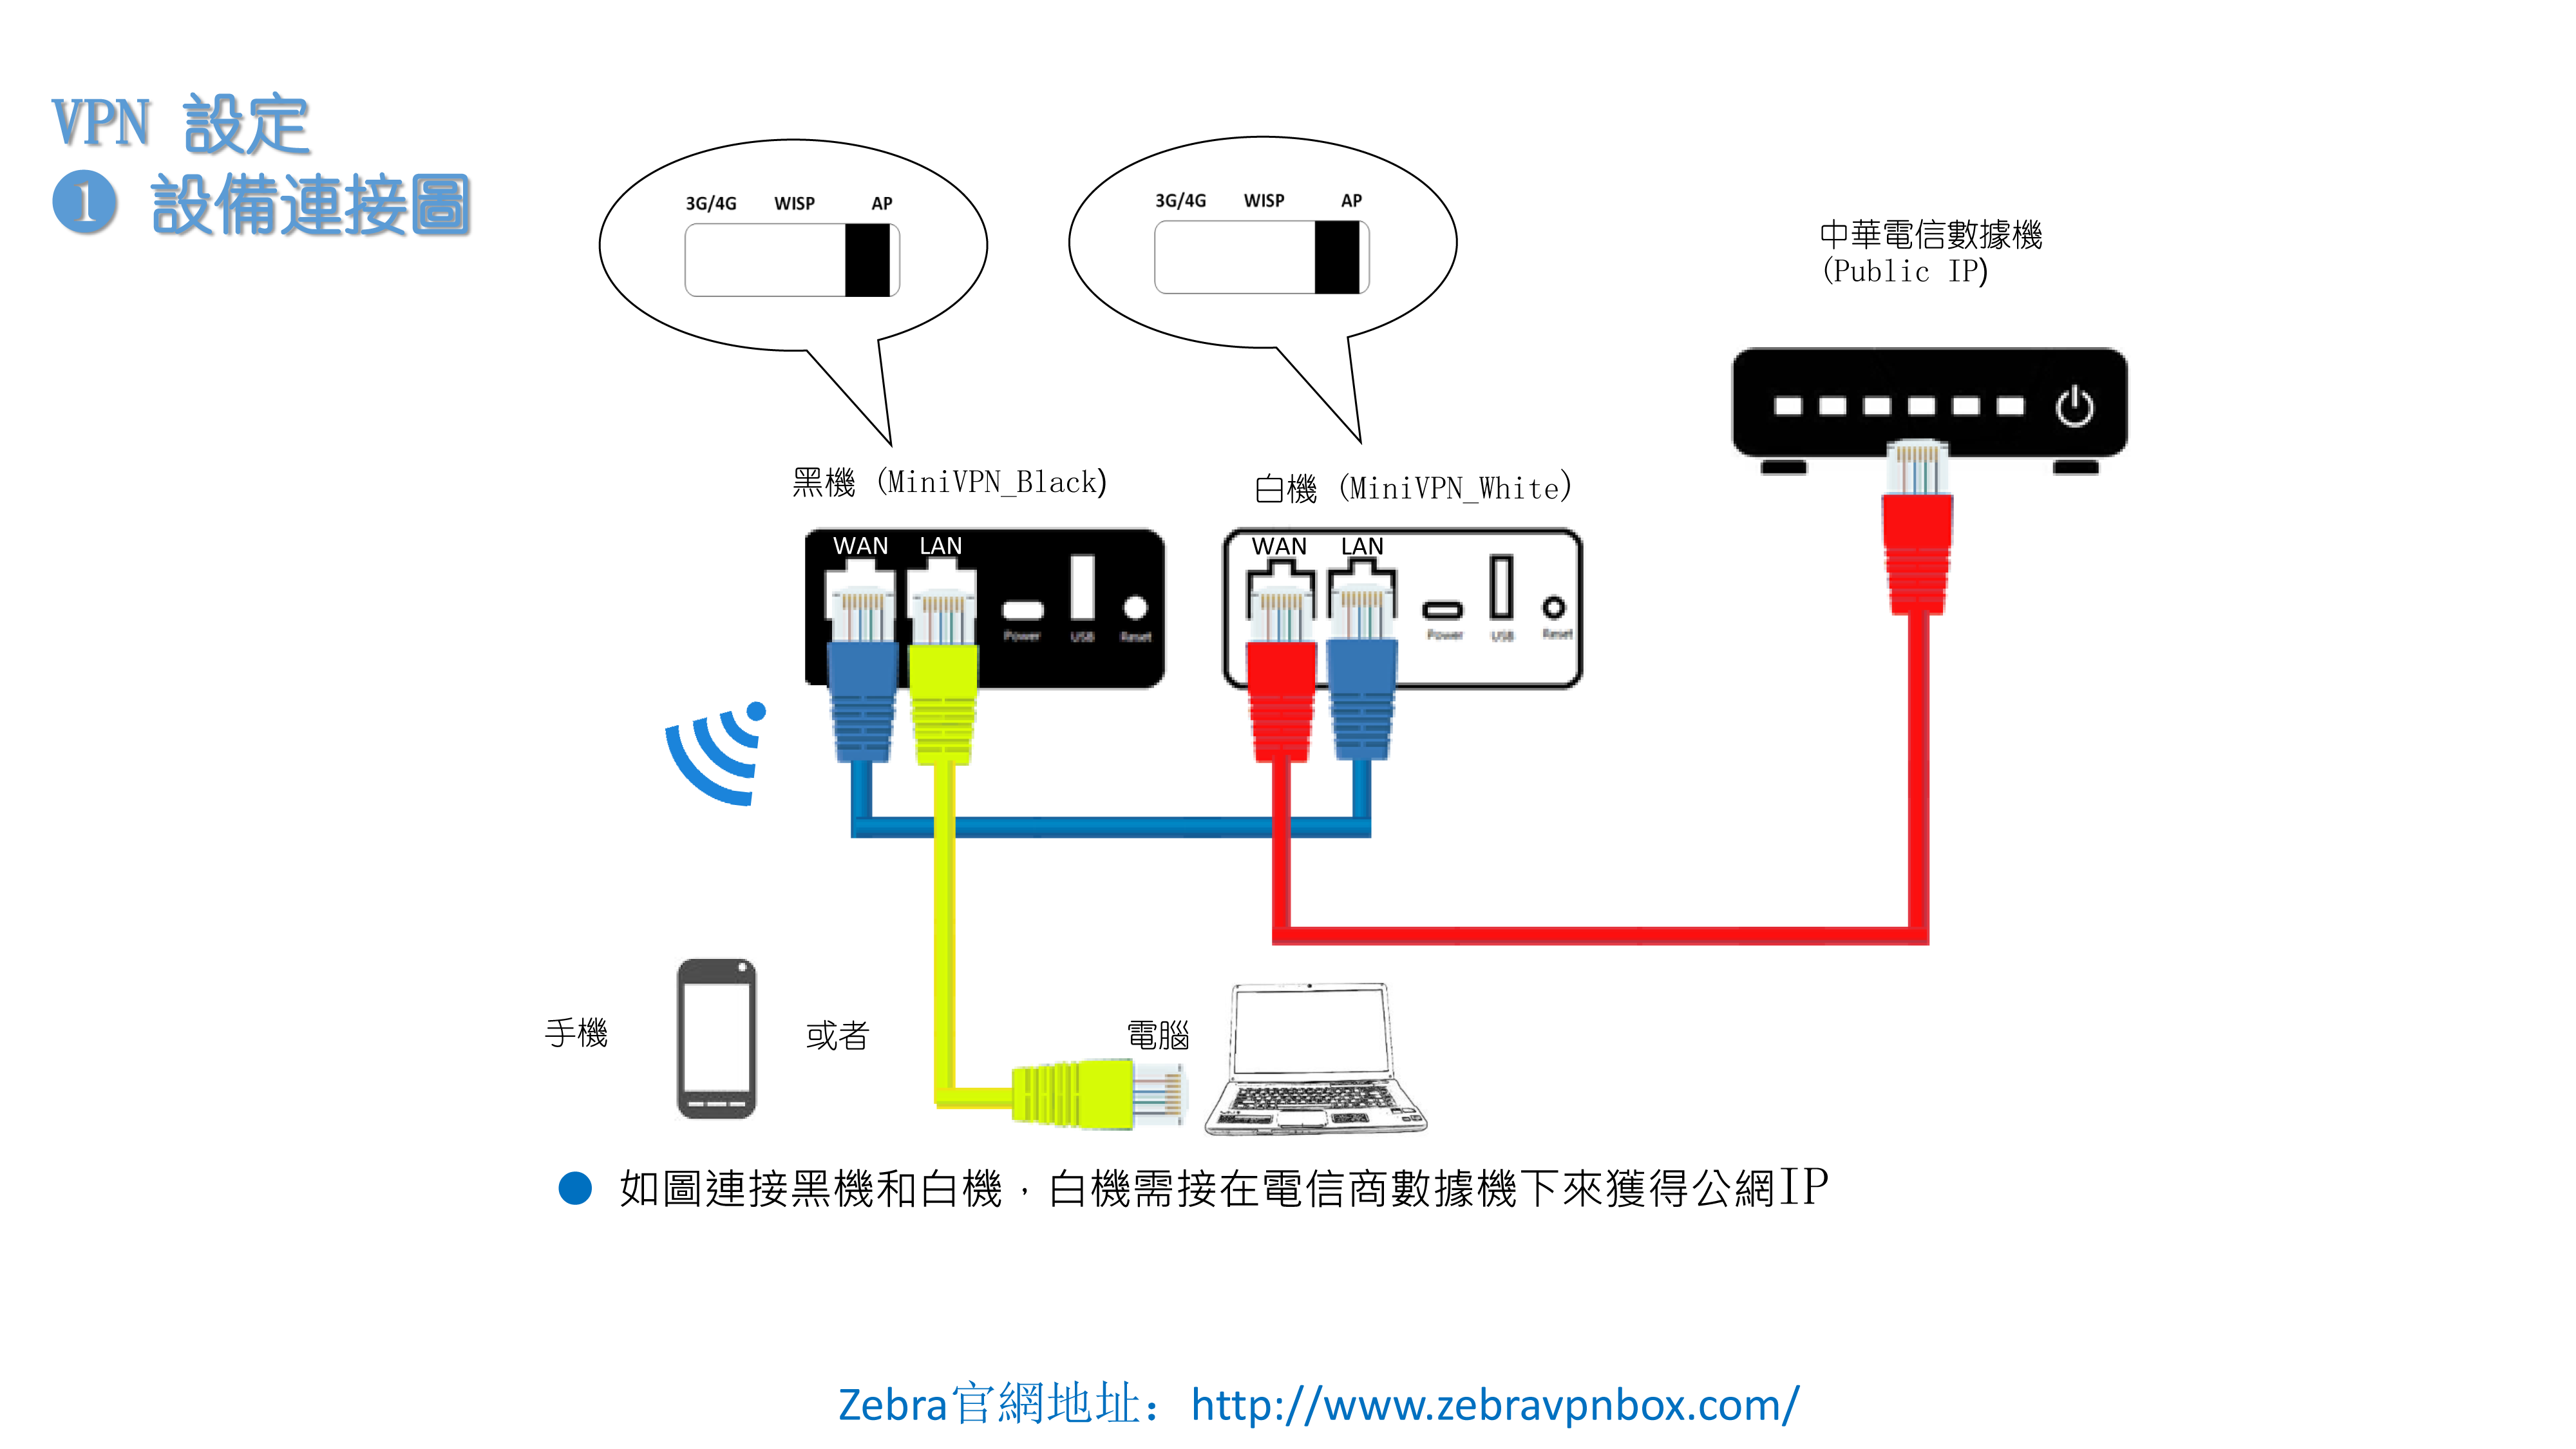 VPN 設定
❶ 設備連接圖
3G/4G WISP AP
3G/4G WISP AP
中華電信數據機
(Public IP)
黑機 (MiniVPN_Black)
白機 (MiniVPN_White)
WAN LAN
Power USB Reset
WAN LAN
Power USB Reset
手機 或者 電腦
● 如圖連接黑機和白機，白機需接在電信商數據機下來獲得公網IP
Zebra官網地址：http://www.zebravpnbox.com/